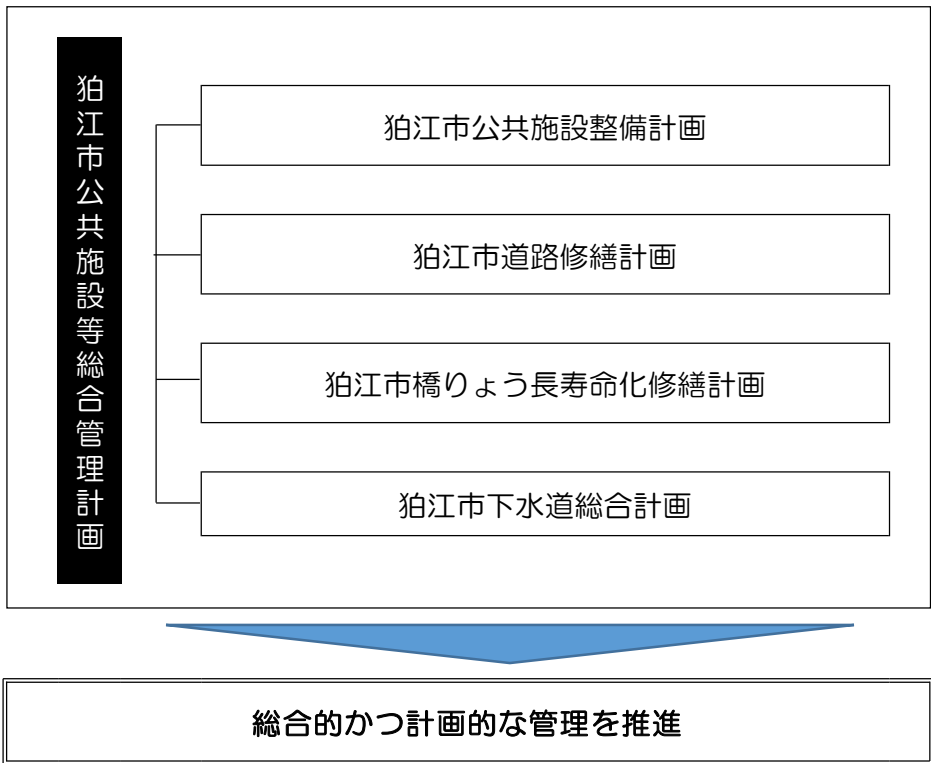 狛江市公共施設等総合管理計画
狛江市公共施設整備計画
狛江市道路修繕計画
狛江市橋りょう長寿命化修繕計画
狛江市下水道総合計画
総合的かつ計画的な管理を推進